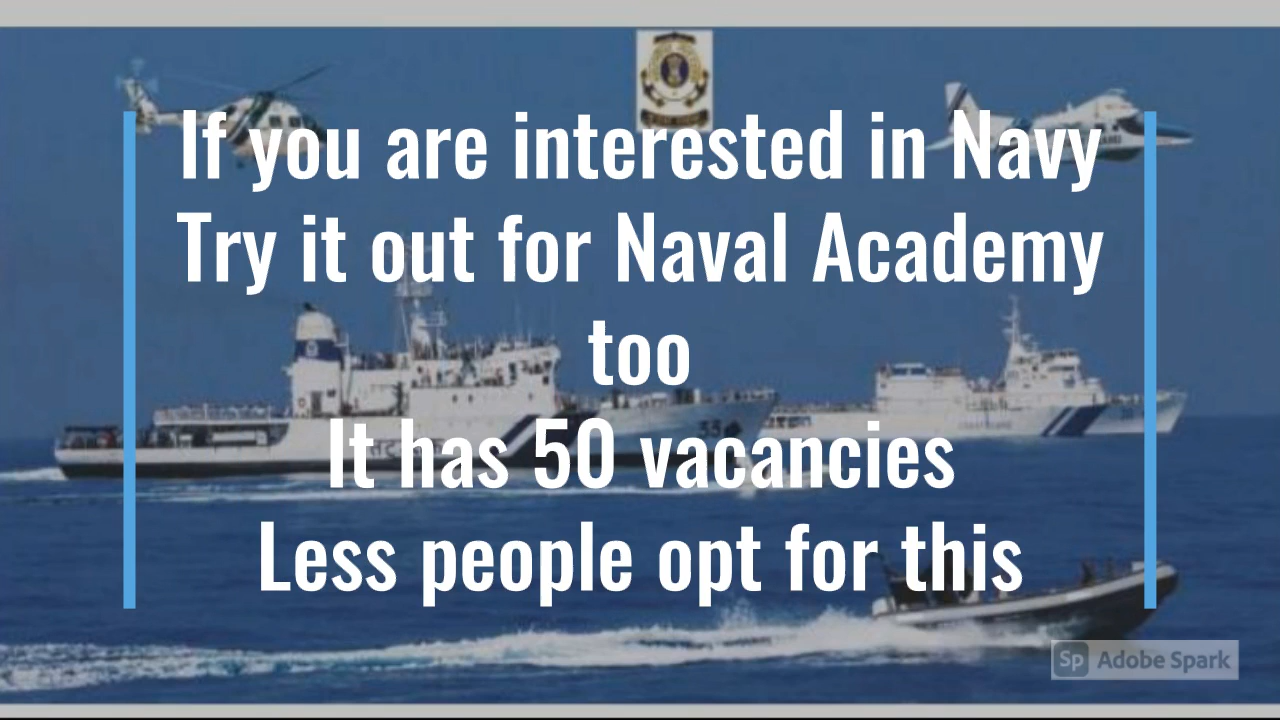 If you are interested in Navy
Try it out for Naval Academy
too
It has 50 vacancies
Less people opt for this
Sp Adobe Spark